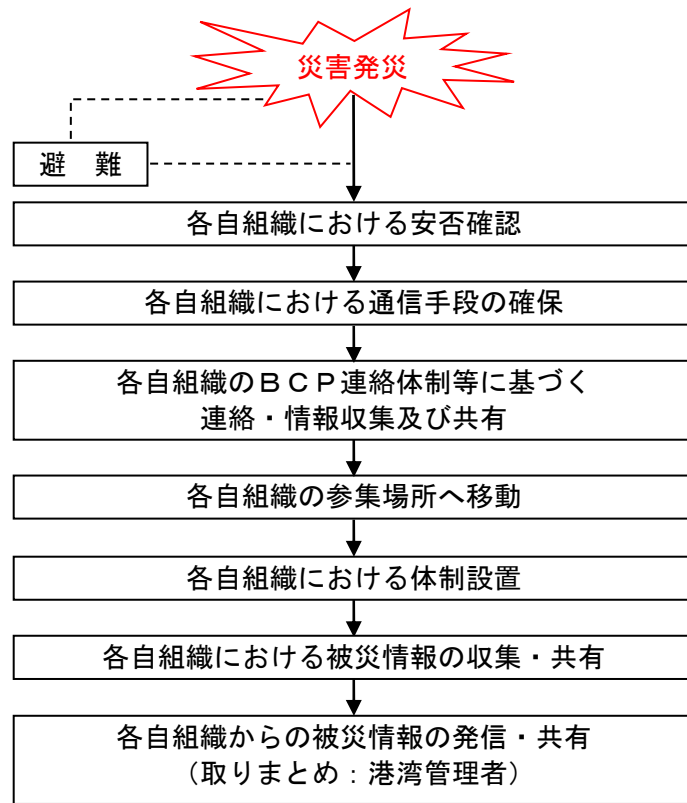 災害発災
避　難
各自組織における安否確認
各自組織における通信手段の確保
各自組織のＢＣＰ連絡体制等に基づく
連絡・情報収集及び共有
各自組織の参集場所へ移動
各自組織における体制設置
各自組織における被災情報の収集・共有
各自組織からの被災情報の発信・共有
（取りまとめ：港湾管理者）